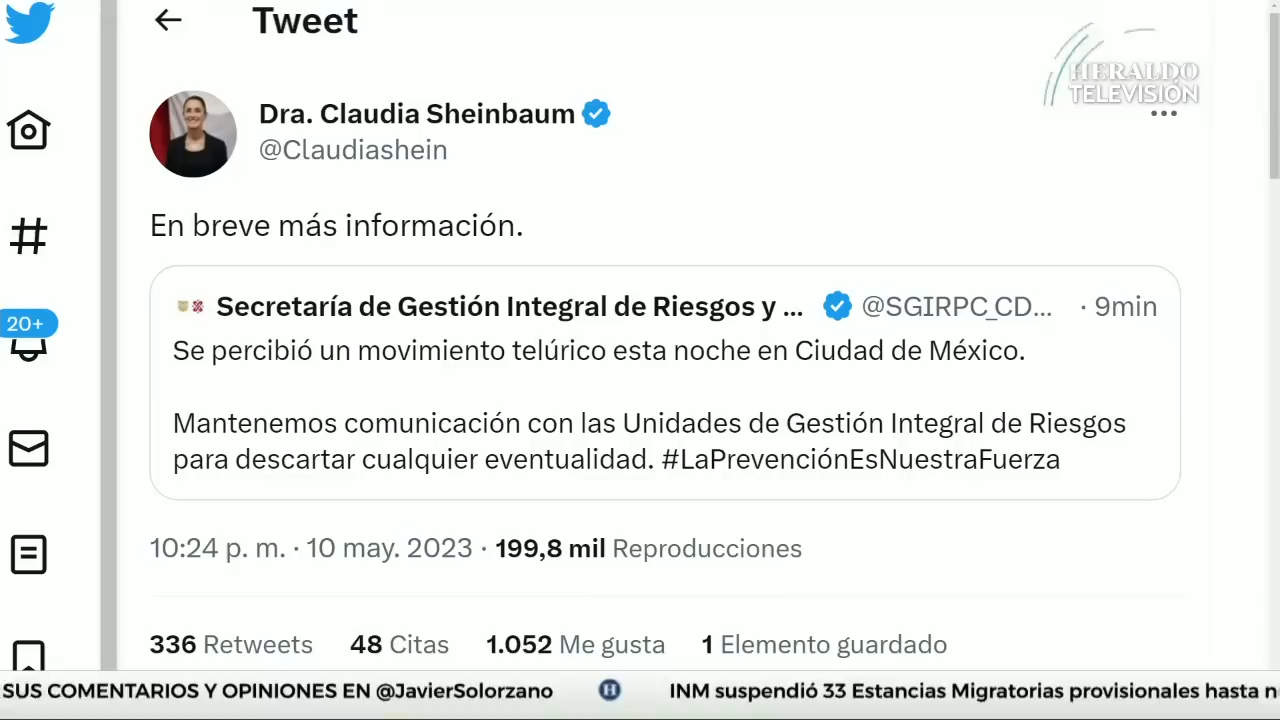 Tweet
HERALDO
TELEVISIÓN
Dra. Claudia Sheinbaum
@Claudiashein
En breve más información.
Secretaría de Gestión Integral de Riesgos y ... @SGIRPC_CD... · 9min
Se percibió un movimiento telúrico esta noche en Ciudad de México.
Mantenemos comunicación con las Unidades de Gestión Integral de Riesgos
para descartar cualquier eventualidad. #LaPrevenciónEsNuestraFuerza
20+
10:24 p. m. · 10 may. 2023 · 199,8 mil Reproducciones
336 Retweets 48 Citas 1.052 Me gusta 1 Elemento guardado
SUS COMENTARIOS Y OPINIONES EN @JavierSolorzano H INM suspendió 33 Estancias Migratorias provisionales hasta n